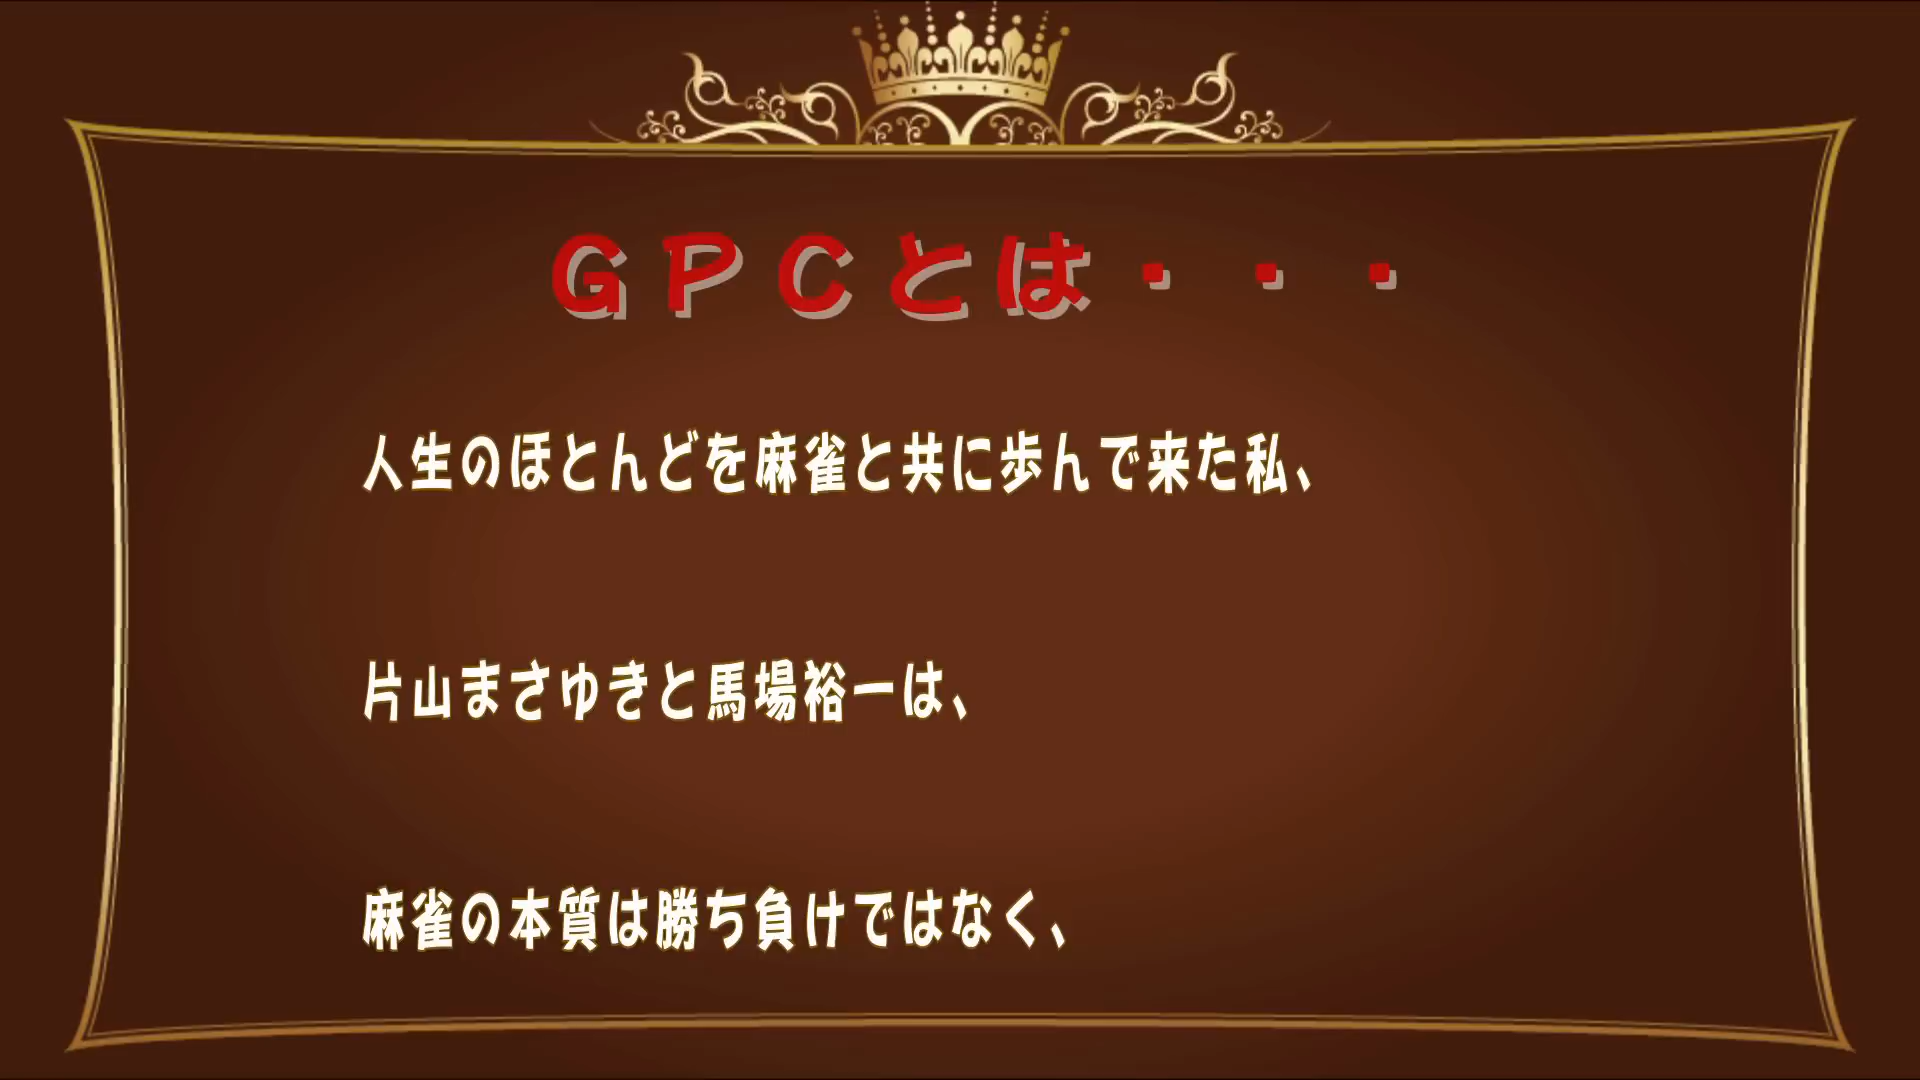 GPCとは・・・
人生のほとんどを麻雀と共に歩んで来た私、
片山まさゆきと馬場裕一は、
麻雀の本質は勝ち負けではなく、